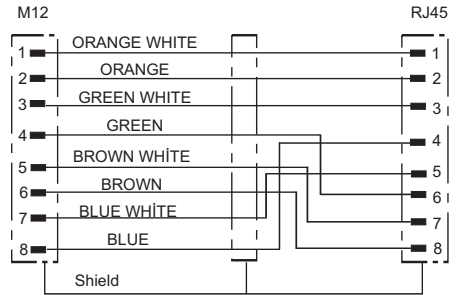 M12 RJ45
1 ORANGE WHITE 1
2 ORANGE 2
3 GREEN WHITE 3
4 GREEN 4
5 BROWN WHİTE 5
6 BROWN 6
7 BLUE WHİTE 7
8 BLUE 8
Shield